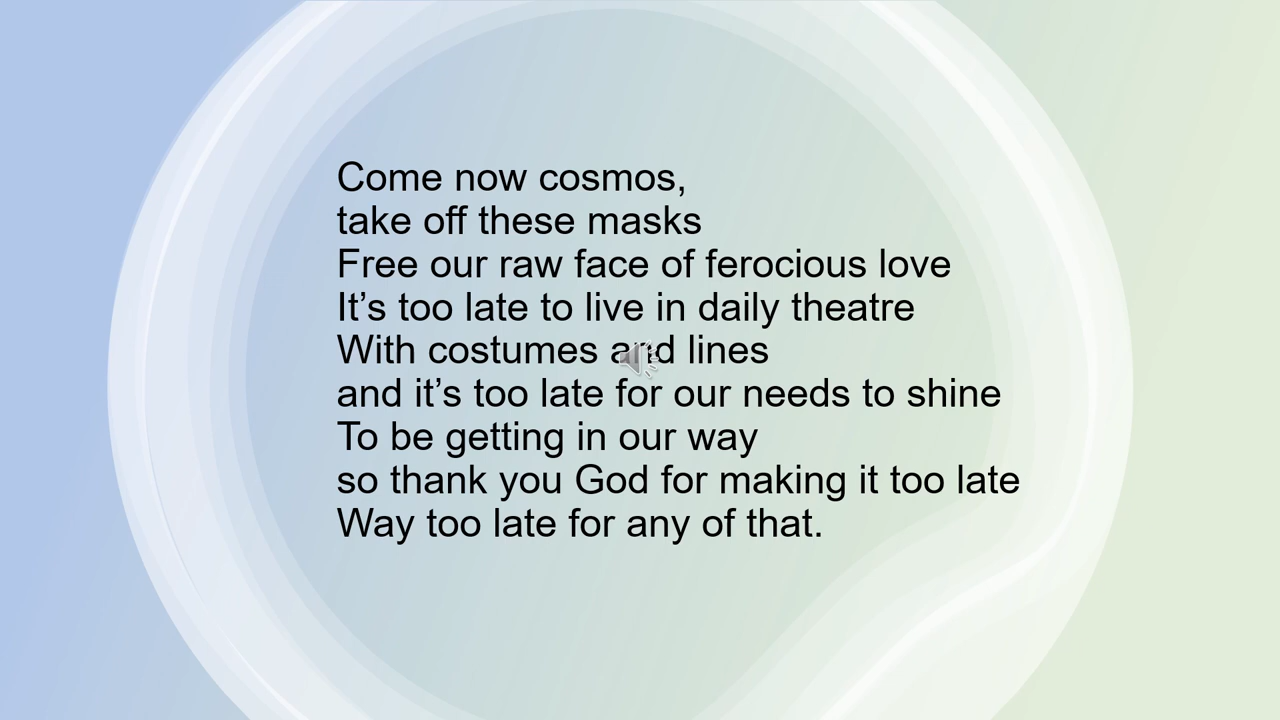 Come now cosmos,
take off these masks
Free our raw face of ferocious love
It’s too late to live in daily theatre
With costumes and lines
and it’s too late for our needs to shine
To be getting in our way
so thank you God for making it too late
Way too late for any of that.